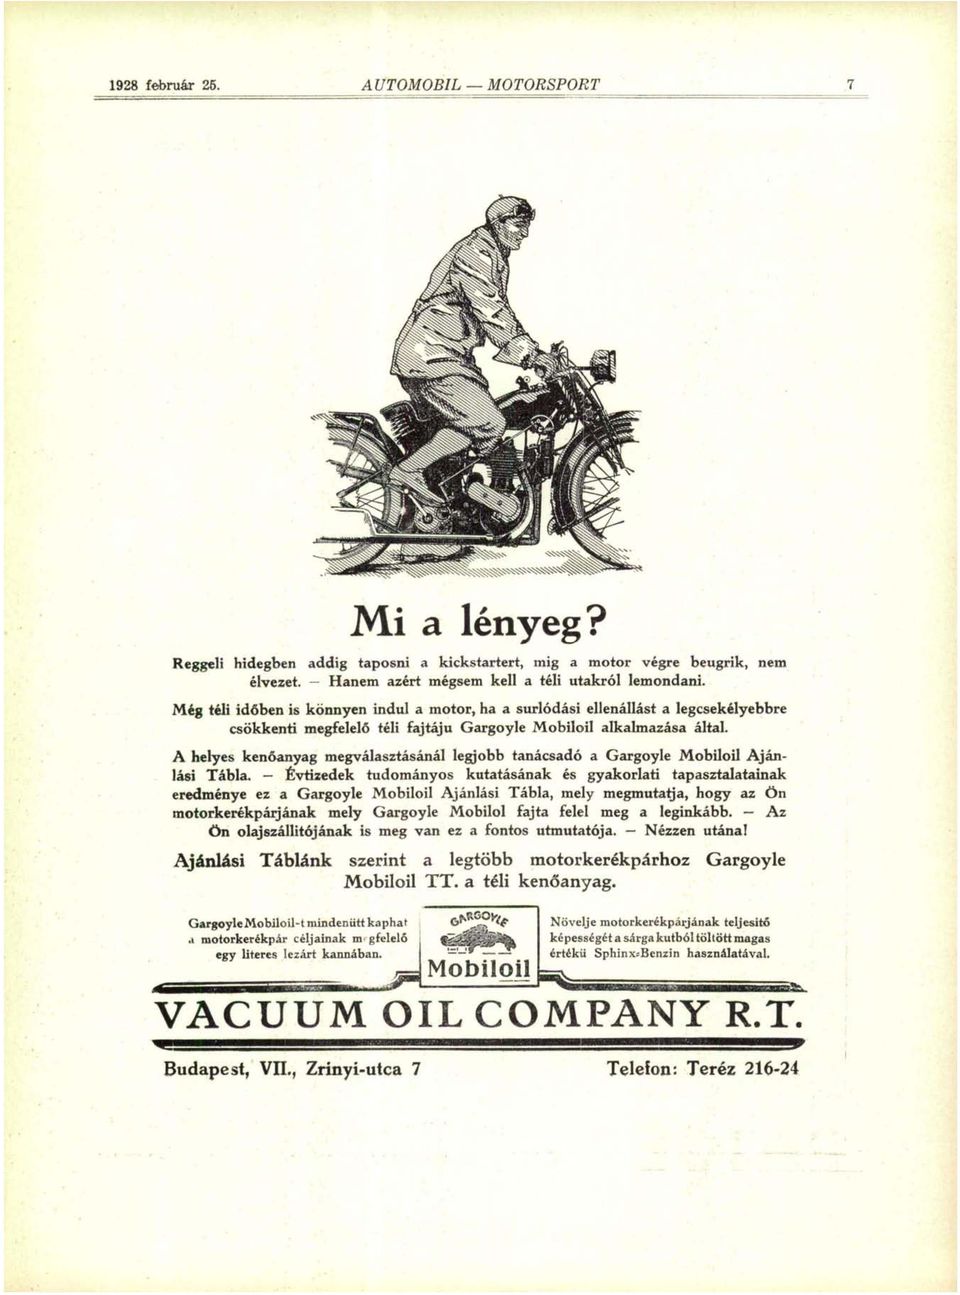 1928 február 25. AUTOMOBIL — MOTORSPORT 7
Mi a lényeg?
Reggeli hidegben addig taposni a kickstartert, mig a motor végre beugrik, nem
élvezet. — Hanem azért mégsem kell a téli utakról lemondani.
Még téli időben is könnyen indul a motor, ha a surlódási ellenállást a legcsekélyebbre
csökkenti megfelelő téli fajtáju Gargoyle Mobiloil alkalmazása által.
A helyes kenőanyag megválasztásánál legjobb tanácsadó a Gargoyle Mobiloil Aján-
lási Tábla. — Évtizedek tudományos kutatásának és gyakorlati tapasztalatainak
eredménye ez a Gargoyle Mobiloil Ajánlási Tábla, mely megmutatja, hogy az Ön
motorkerékpárjának mely Gargoyle Mobilol fajta felel meg a leginkább. — Az
Ön olajszállitójának is meg van ez a fontos utmutatója. — Nézzen utána!
Ajánlási Táblánk szerint a legtöbb motorkerékpárhoz Gargoyle
Mobiloil TT. a téli kenőanyag.
Gargoyle Mobiloil-t mindenütt kaphat
a motorkerékpár céljainak m gfelelő
egy literes lezárt kannában.
GARGOYLE
Mobiloil
Növelje motorkerékpárjának teljesitő
képességét a sárga kutból töltött magas
értékü Sphinx-Benzin használatával.
VACUUM OIL COMPANY R.T.
Budapest, VII., Zrinyi-utca 7 Telefon: Teréz 216-24